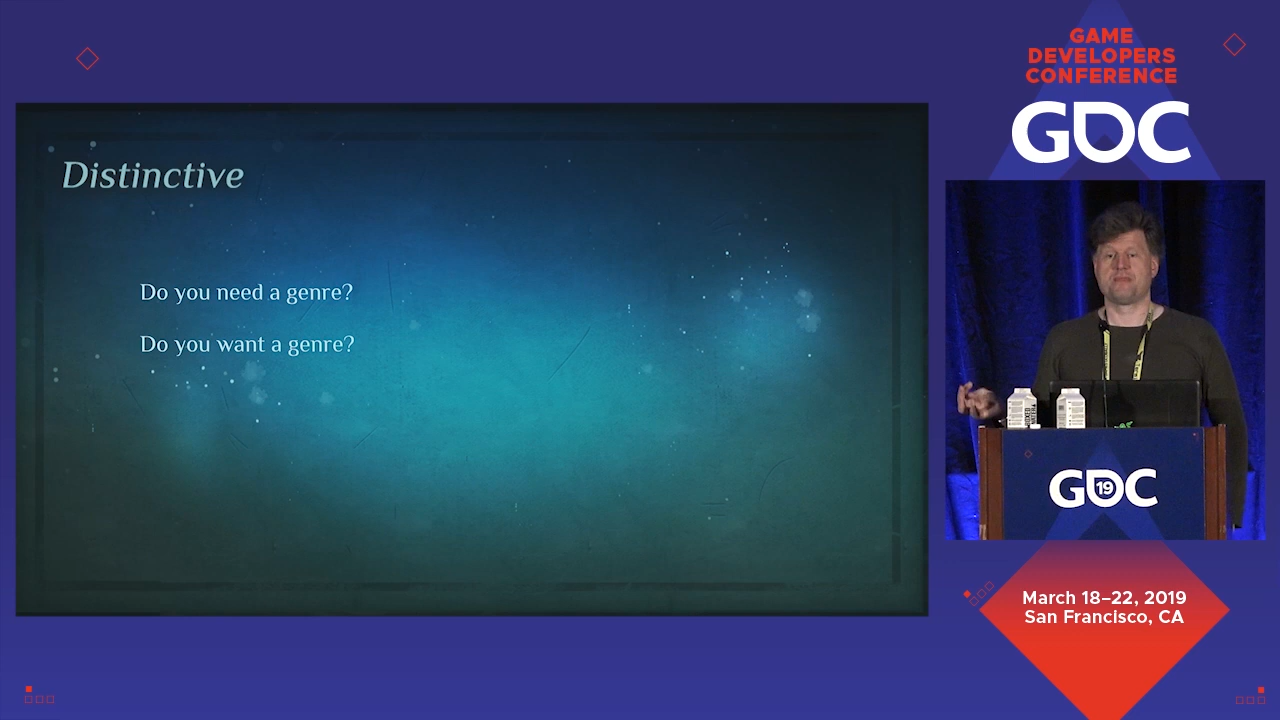 GAME
DEVELOPERS
CONFERENCE
GDC
Distinctive
Do you need a genre?
Do you want a genre?
GDC
19
March 18–22, 2019
San Francisco, CA